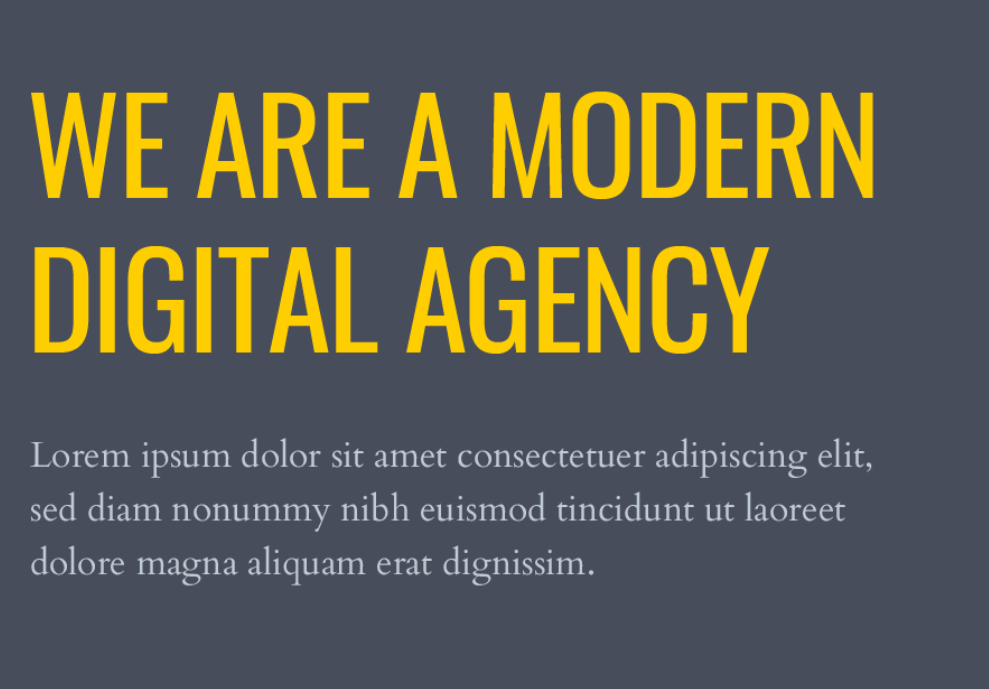 WE ARE A MODERN
DIGITAL AGENCY
Lorem ipsum dolor sit amet consectetuer adipiscing elit,
sed diam nonummy nibh euismod tincidunt ut laoreet
dolore magna aliquam erat dignissim.